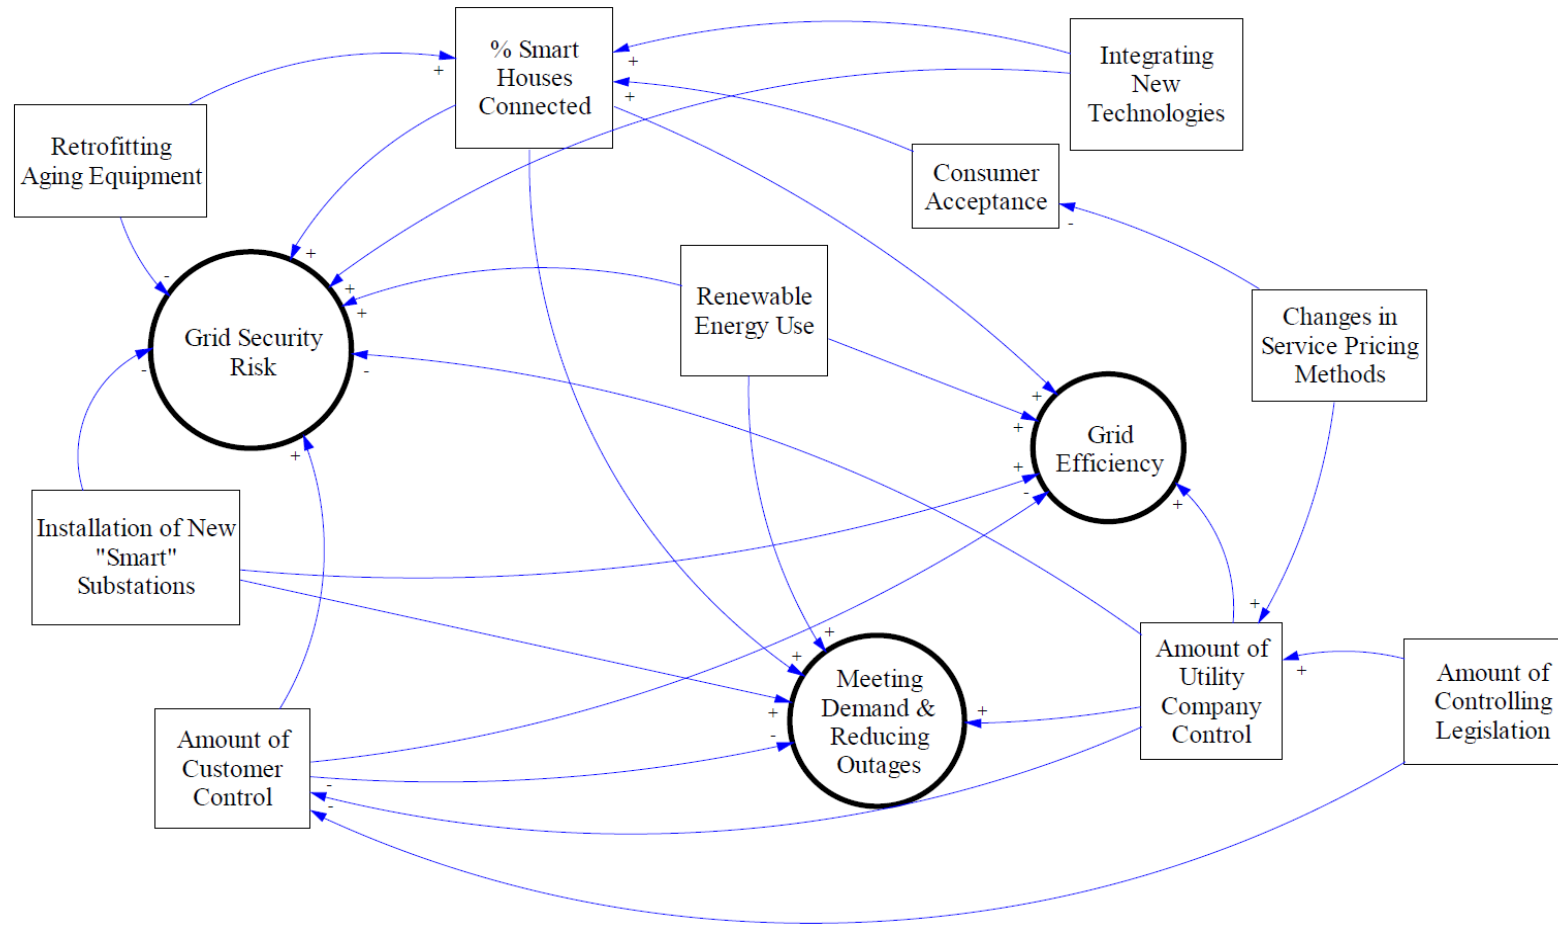 % Smart
Houses
Connected
Integrating
New
Technologies
+
+
+
Retrofitting
Aging Equipment
Consumer
Acceptance
-
+
-
+
+
Renewable
Energy Use
Changes in
Service Pricing
Methods
Grid Security
Risk
-
-
+
+
Grid
Efficiency
+
+
-
+
Installation of New
"Smart"
Substations
+
+
+
+
+
-
+
Meeting
Demand &
Reducing
Outages
Amount of
Utility
Company
Control
+
Amount of
Controlling
Legislation
Amount of
Customer
Control
-
-